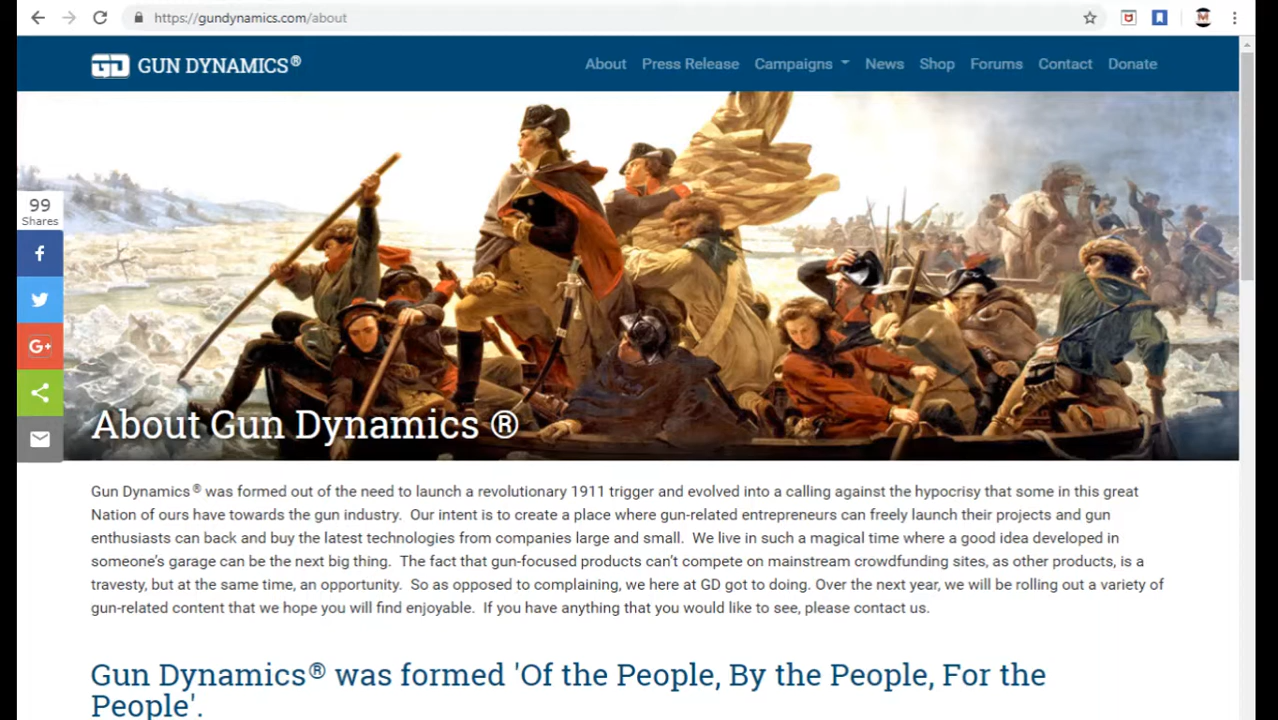 https://gundynamics.com/about
GD GUN DYNAMICS®
About Press Release Campaigns News Shop Forums Contact Donate
99
Shares
G+
About Gun Dynamics ®
Gun Dynamics® was formed out of the need to launch a revolutionary 1911 trigger and evolved into a calling against the hypocrisy that some in this great
Nation of ours have towards the gun industry. Our intent is to create a place where gun-related entrepreneurs can freely launch their projects and gun
enthusiasts can back and buy the latest technologies from companies large and small. We live in such a magical time where a good idea developed in
someone's garage can be the next big thing. The fact that gun-focused products can't compete on mainstream crowdfunding sites, as other products, is a
travesty, but at the same time, an opportunity. So as opposed to complaining, we here at GD got to doing. Over the next year, we will be rolling out a variety of
gun-related content that we hope you will find enjoyable. If you have anything that you would like to see, please contact us.
Gun Dynamics® was formed 'Of the People, By the People, For the
People'.